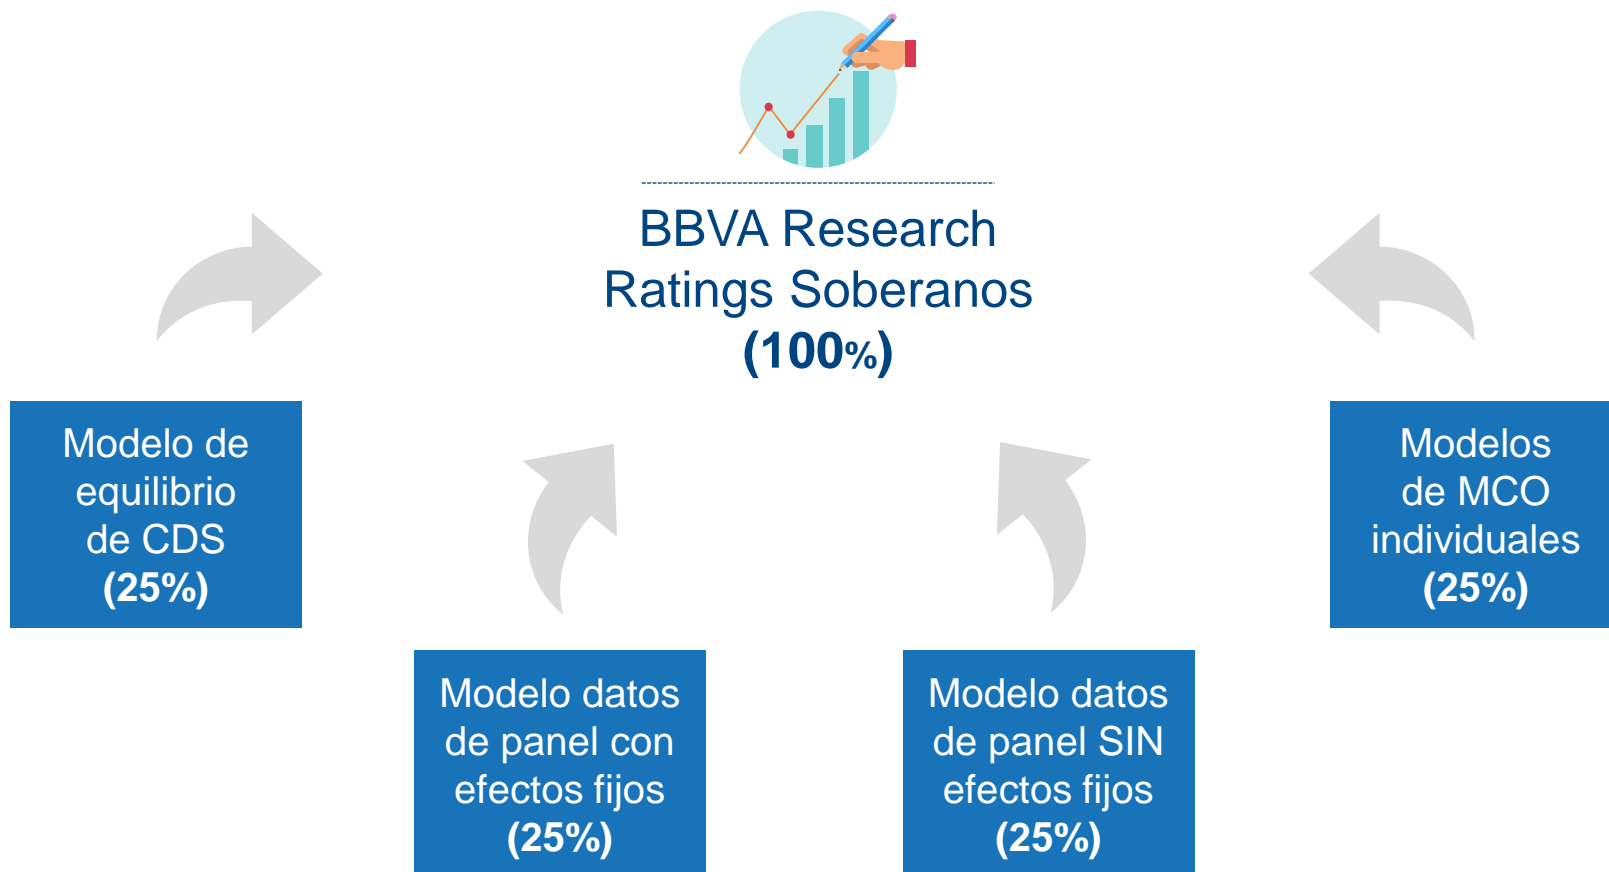 BBVA Research
Ratings Soberanos
(100%)
Modelo de
equilibrio
de CDS
(25%)
Modelo datos
de panel con
efectos fijos
(25%)
Modelo datos
de panel SIN
efectos fijos
(25%)
Modelos
de MCO
individuales
(25%)